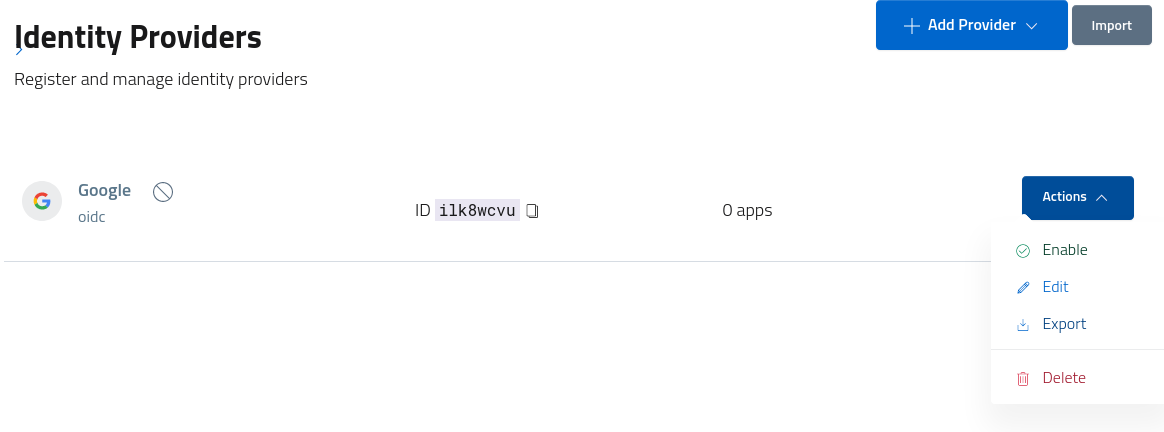 Identity Providers
Add Provider
Import
Register and manage identity providers
Google
oidc
ID ilk8wcvu
0 apps
Actions
Enable
Edit
Export
Delete